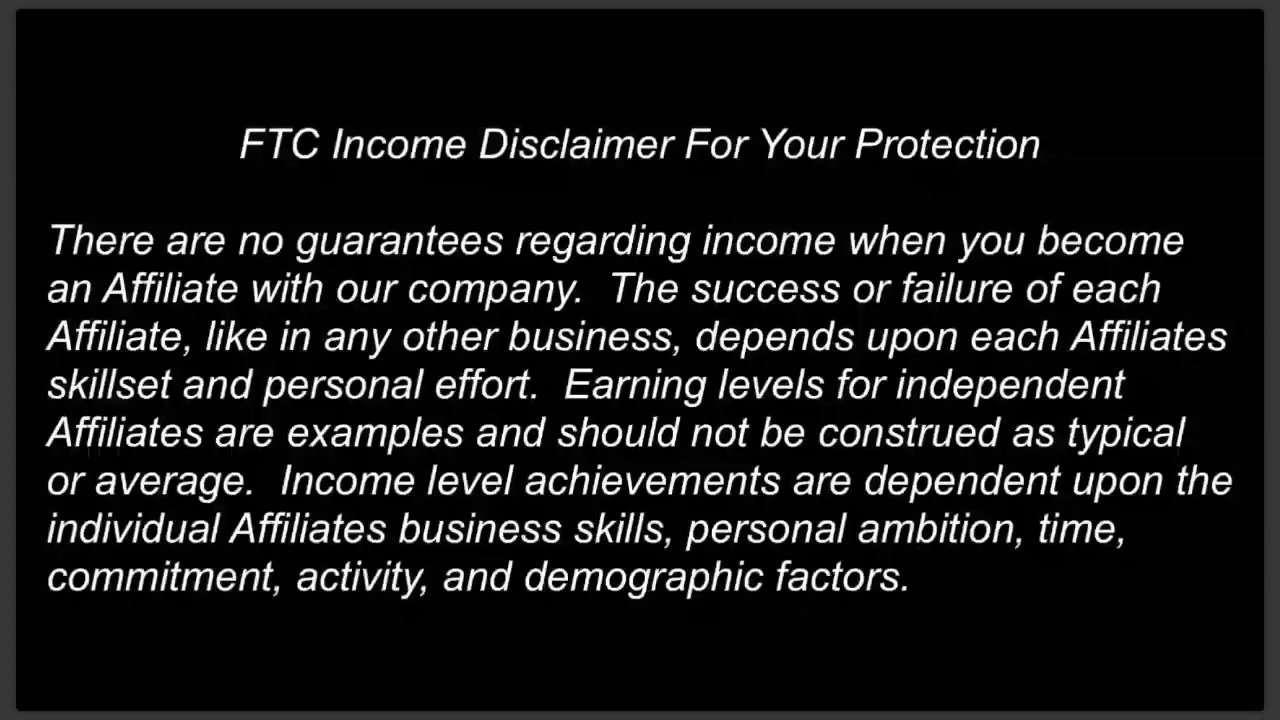 FTC Income Disclaimer For Your Protection
There are no guarantees regarding income when you become
an Affiliate with our company.  The success or failure of each
Affiliate, like in any other business, depends upon each Affiliates
skillset and personal effort.  Earning levels for independent
Affiliates are examples and should not be construed as typical
or average.  Income level achievements are dependent upon the
individual Affiliates business skills, personal ambition, time,
commitment, activity, and demographic factors.